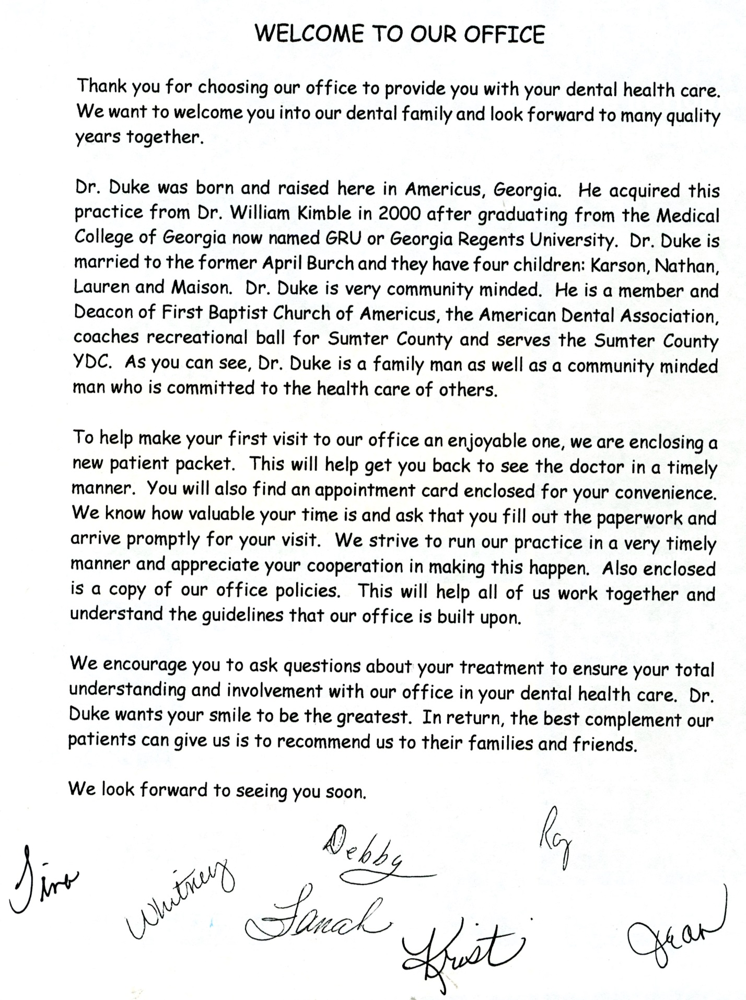 WELCOME TO OUR OFFICE
Thank you for choosing our office to provide you with your dental health care.
We want to welcome you into our dental family and look forward to many quality
years together.
Dr. Duke was born and raised here in Americus, Georgia. He acquired this
practice from Dr. William Kimble in 2000 after graduating from the Medical
College of Georgia now named GRU or Georgia Regents University. Dr. Duke is
married to the former April Burch and they have four children: Karson, Nathan,
Lauren and Maison. Dr. Duke is very community minded. He is a member and
Deacon of First Baptist Church of Americus, the American Dental Association,
coaches recreational ball for Sumter County and serves the Sumter County
YDC. As you can see, Dr. Duke is a family man as well as a community minded
man who is committed to the health care of others.
To help make your first visit to our office an enjoyable one, we are enclosing a
new patient packet. This will help get you back to see the doctor in a timely
manner. You will also find an appointment card enclosed for your convenience.
We know how valuable your time is and ask that you fill out the paperwork and
arrive promptly for your visit. We strive to run our practice in a very timely
manner and appreciate your cooperation in making this happen. Also enclosed
is a copy of our office policies. This will help all of us work together and
understand the guidelines that our office is built upon.
We encourage you to ask questions about your treatment to ensure your total
understanding and involvement with our office in your dental health care. Dr.
Duke wants your smile to be the greatest. In return, the best complement our
patients can give us is to recommend us to their families and friends.
We look forward to seeing you soon.
Debby
Tina
Whitney
Jean